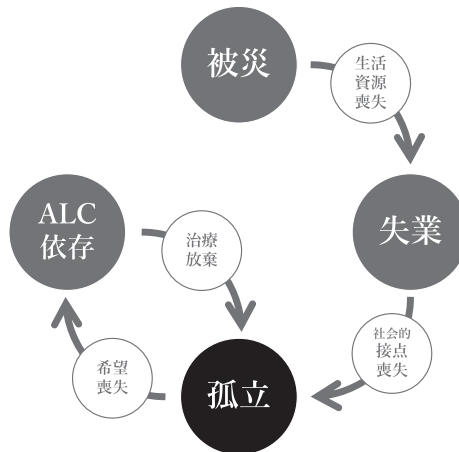 被災
生活
資源
喪失
ALC
依存
治療
放棄
失業
社会的
接点
喪失
希望
喪失
孤立